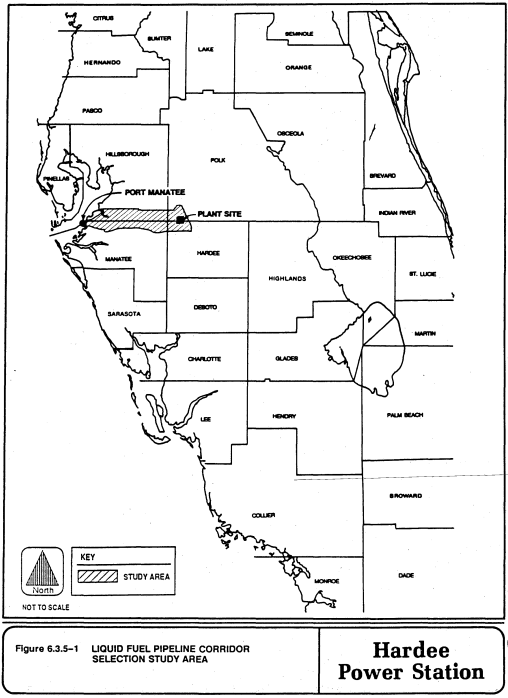 CITRUS
SUMTER
LAKE
SEMINOLE
HERNANDO
ORANGE
PASCO
OSCEOLA
HILLSBOROUGH
POLK
BREVARD
PINELLAS
PORT MANATEE
PLANT SITE
INDIAN RIVER
MANATEE
HARDEE
OKEECHOBEE
HIGHLANDS
ST. LUCIE
SARASOTA
DESOTO
MARTIN
CHARLOTTE
GLADES
LEE
HENDRY
PALM BEACH
BROWARD
COLLIER
MONROE
DADE
KEY
STUDY AREA
North
NOT TO SCALE
Figure 6.3.5-1 LIQUID FUEL PIPELINE CORRIDOR
SELECTION STUDY AREA
Hardee
Power Station